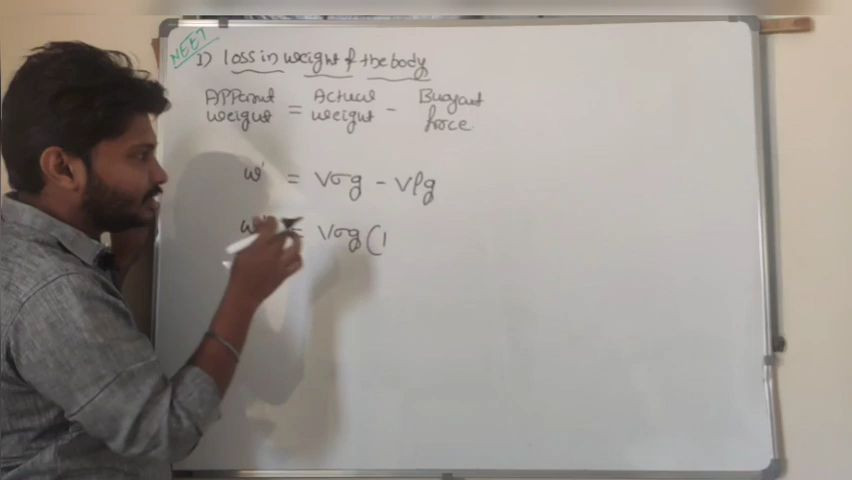 NEET
1) Loss in weight of the body
Apparent weight = Actual weight - Buoyant force
w' = Vσg - Vρg
w' = Vσg (1